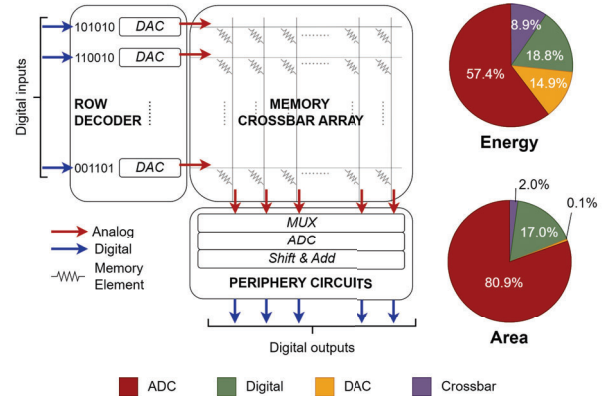 Digital inputs
101010
DAC
110010
DAC
ROW
DECODER
001101
DAC
MEMORY
CROSSBAR ARRAY
MUX
ADC
Shift & Add
PERIPHERY CIRCUITS
Digital outputs
Analog
Digital
Memory
Element
8.9%
18.8%
57.4%
14.9%
Energy
2.0%
0.1%
17.0%
80.9%
Area
ADC
Digital
DAC
Crossbar